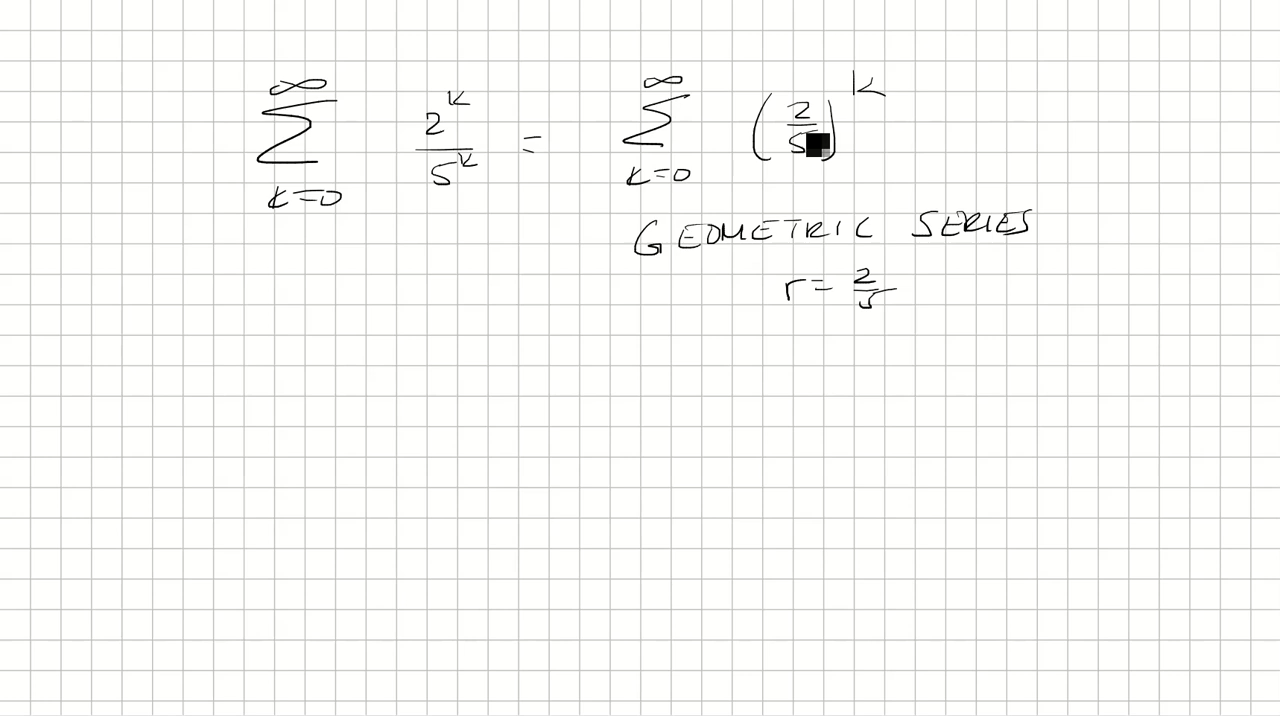 ∑_{k=0}^{∞} 2^k/5^k = ∑_{k=0}^{∞} (2/5)^k
GEOMETRIC SERIES
r = 2/5